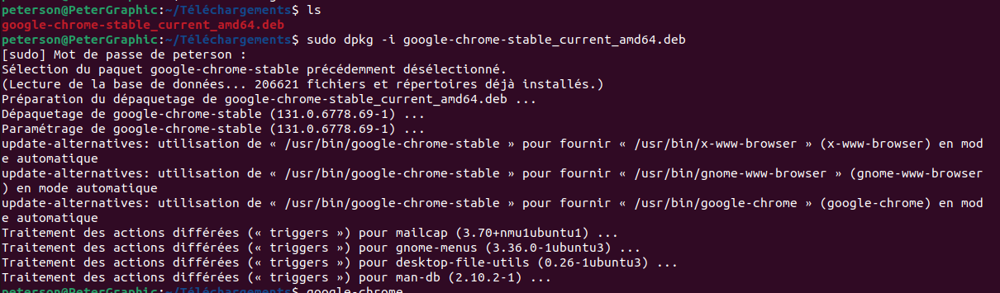 peterson@PeterGraphic:~/Téléchargements$ ls
google-chrome-stable_current_amd64.deb
peterson@PeterGraphic:~/Téléchargements$ sudo dpkg -i google-chrome-stable_current_amd64.deb
[sudo] Mot de passe de peterson :
Sélection du paquet google-chrome-stable précédemment désélectionné.
(Lecture de la base de données... 206621 fichiers et répertoires déjà installés.)
Préparation du dépaquetage de google-chrome-stable_current_amd64.deb ...
Dépaquetage de google-chrome-stable (131.0.6778.69-1) ...
Paramétrage de google-chrome-stable (131.0.6778.69-1) ...
update-alternatives: utilisation de « /usr/bin/google-chrome-stable » pour fournir « /usr/bin/x-www-browser » (x-www-browser) en mod
e automatique
update-alternatives: utilisation de « /usr/bin/google-chrome-stable » pour fournir « /usr/bin/gnome-www-browser » (gnome-www-browser
) en mode automatique
update-alternatives: utilisation de « /usr/bin/google-chrome-stable » pour fournir « /usr/bin/google-chrome » (google-chrome) en mod
e automatique
Traitement des actions différées (« triggers ») pour mailcap (3.70+nmu1ubuntu1) ...
Traitement des actions différées (« triggers ») pour gnome-menus (3.36.0-1ubuntu3) ...
Traitement des actions différées (« triggers ») pour desktop-file-utils (0.26-1ubuntu3) ...
Traitement des actions différées (« triggers ») pour man-db (2.10.2-1) ...
peterson@PeterGraphic:~/Téléchargements$ google-chrome